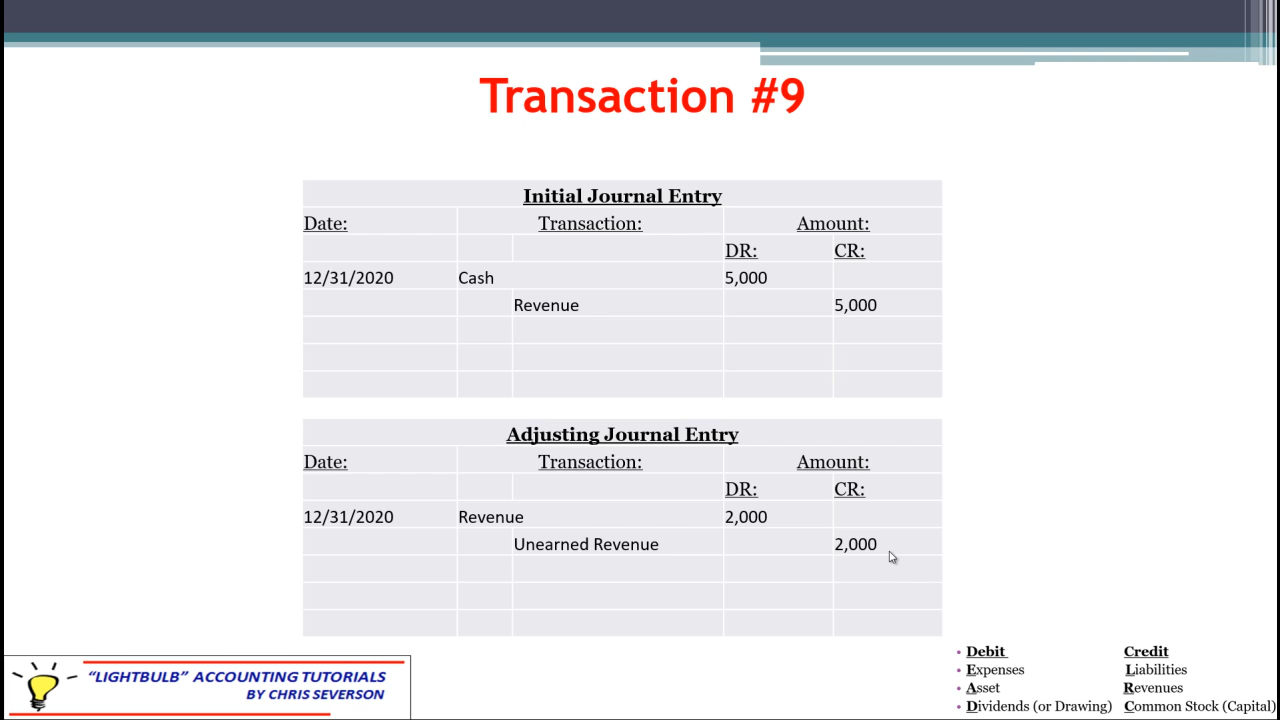 Transaction #9
Initial Journal Entry
Date: Transaction: Amount:
DR: CR:
12/31/2020 Cash 5,000
Revenue 5,000
Adjusting Journal Entry
Date: Transaction: Amount:
DR: CR:
12/31/2020 Revenue 2,000
Unearned Revenue 2,000
“LIGHTBULB” ACCOUNTING TUTORIALS
BY CHRIS SEVERSON
• Debit Credit
• Expenses Liabilities
• Asset Revenues
• Dividends (or Drawing) Common Stock (Capital)